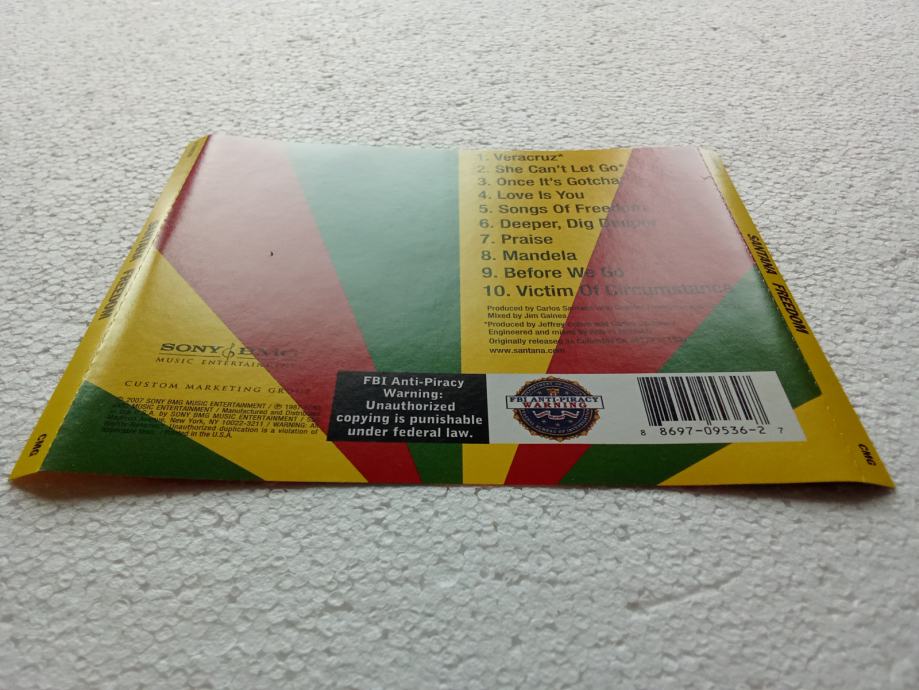 SANTANA FREEDOM
CMG
1. Veracruz*
2. She Can't Let Go*
3. Once It's Gotcha*
4. Love Is You
5. Songs Of Freedom
6. Deeper, Dig Deeper
7. Praise
8. Mandela
9. Before We Go
10. Victim Of Circumstance
Produced by Carlos Santana
Mixed by Jim Gaines
*Produced by Jeffrey
Engineered and mixed by
Originally released as Columbia
www.santana.com
SONY BMG
MUSIC ENTERTAINMENT
CUSTOM MARKETING GROUP
© 2007 SONY BMG MUSIC ENTERTAINMENT / ℗ 1987
MUSIC ENTERTAINMENT / Manufactured and Distributed
by SONY BMG MUSIC ENTERTAINMENT /
New York, NY 10022-3211 / WARNING: All
Unauthorized duplication is a violation of
in the U.S.A.
FBI Anti-Piracy
Warning:
Unauthorized
copying is punishable
under federal law.
FBI ANTI-PIRACY
WARNING
8 8697-09536-2 7
SANTANA FREEDOM
CMG